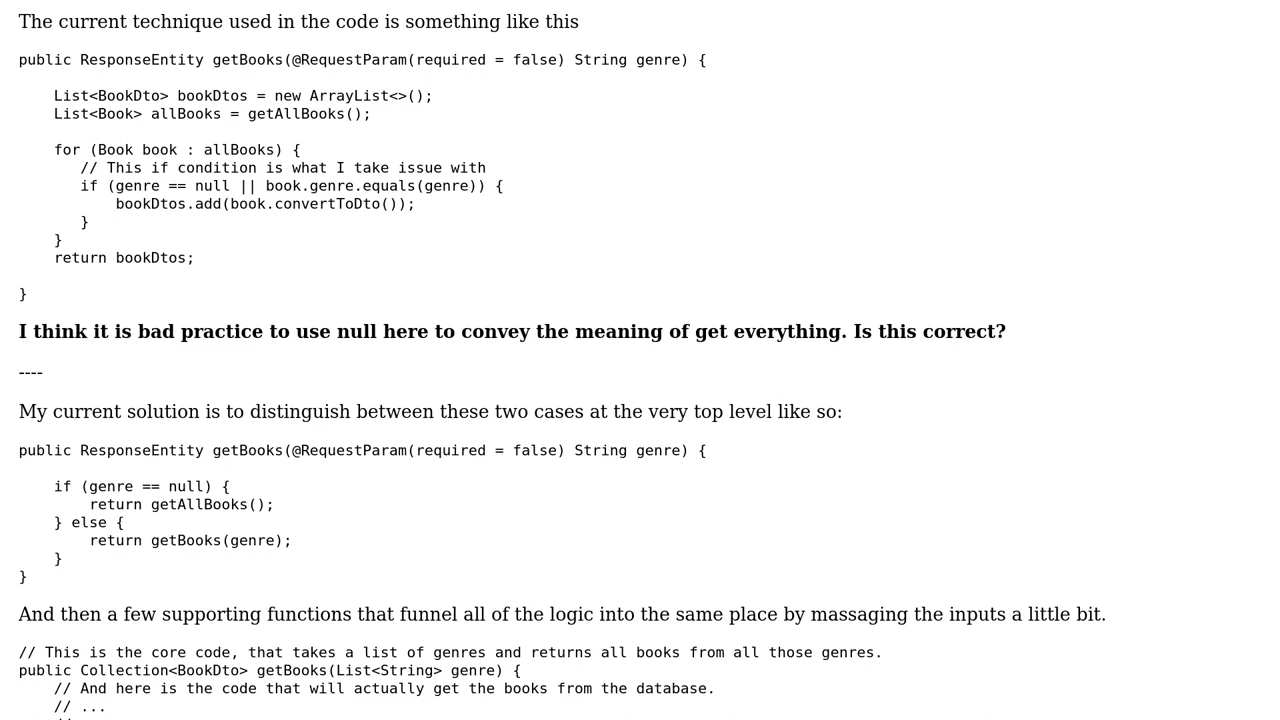 The current technique used in the code is something like this
public ResponseEntity getBooks(@RequestParam(required = false) String genre) {
    List<BookDto> bookDtos = new ArrayList<>();
    List<Book> allBooks = getAllBooks();
    for (Book book : allBooks) {
       // This if condition is what I take issue with
       if (genre == null || book.genre.equals(genre)) {
           bookDtos.add(book.convertToDto());
       }
    }
    return bookDtos;
}
I think it is bad practice to use null here to convey the meaning of get everything. Is this correct?
----
My current solution is to distinguish between these two cases at the very top level like so:
public ResponseEntity getBooks(@RequestParam(required = false) String genre) {
    if (genre == null) {
        return getAllBooks();
    } else {
        return getBooks(genre);
    }
}
And then a few supporting functions that funnel all of the logic into the same place by massaging the inputs a little bit.
// This is the core code, that takes a list of genres and returns all books from all those genres.
public Collection<BookDto> getBooks(List<String> genre) {
    // And here is the code that will actually get the books from the database.
    // ...